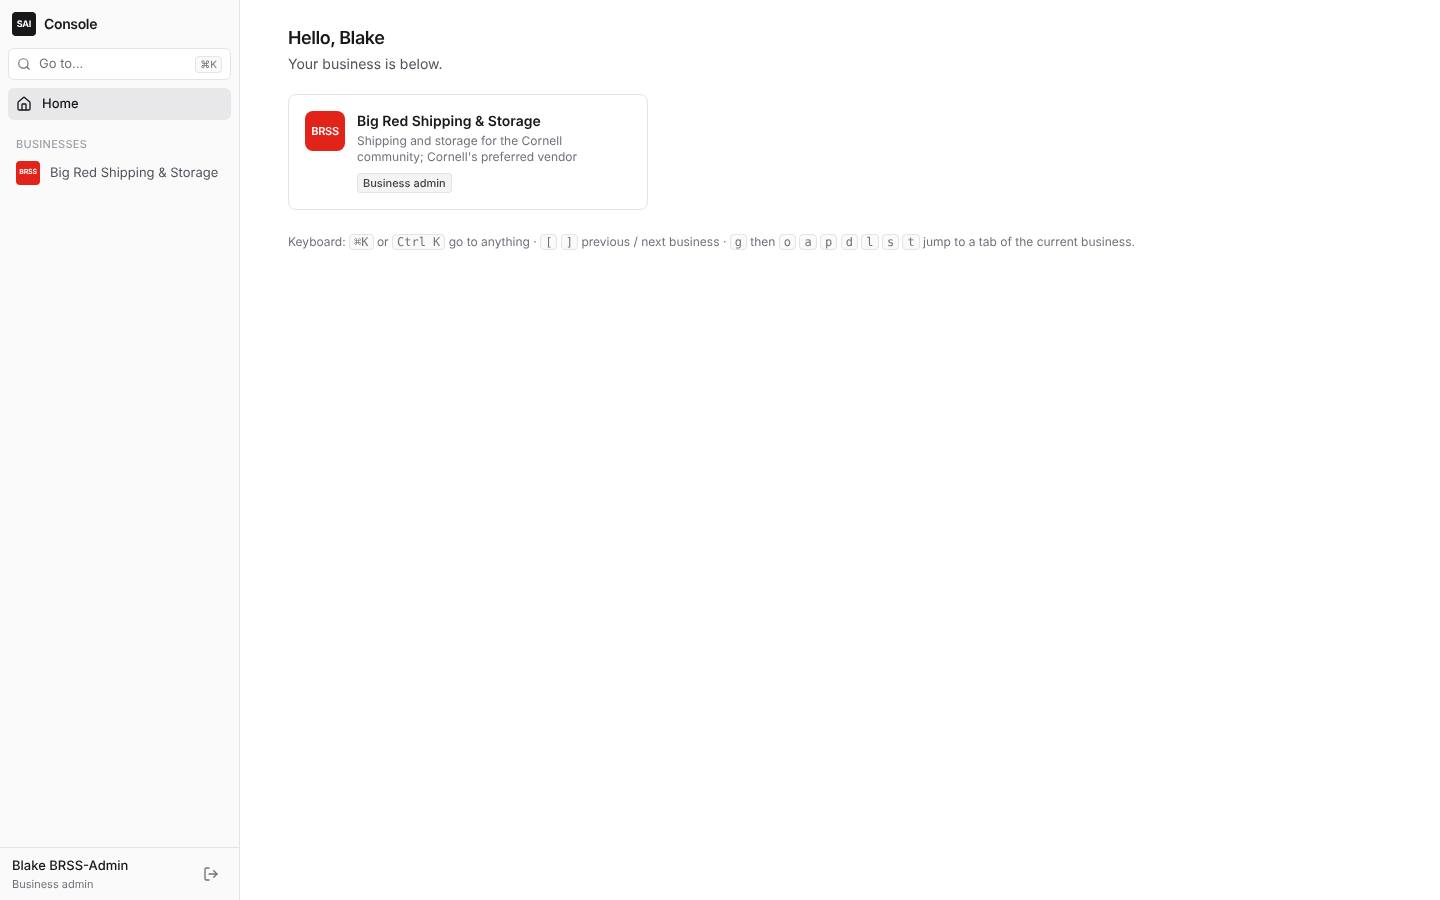 SAI Console
Go to... ⌘K
Home
BUSINESSES
BRSS Big Red Shipping & Storage
Blake BRSS-Admin
Business admin
Hello, Blake
Your business is below.
BRSS
Big Red Shipping & Storage
Shipping and storage for the Cornell
community; Cornell's preferred vendor
Business admin
Keyboard: ⌘K or Ctrl K go to anything · [ ] previous / next business · g then o a p d l s t jump to a tab of the current business.